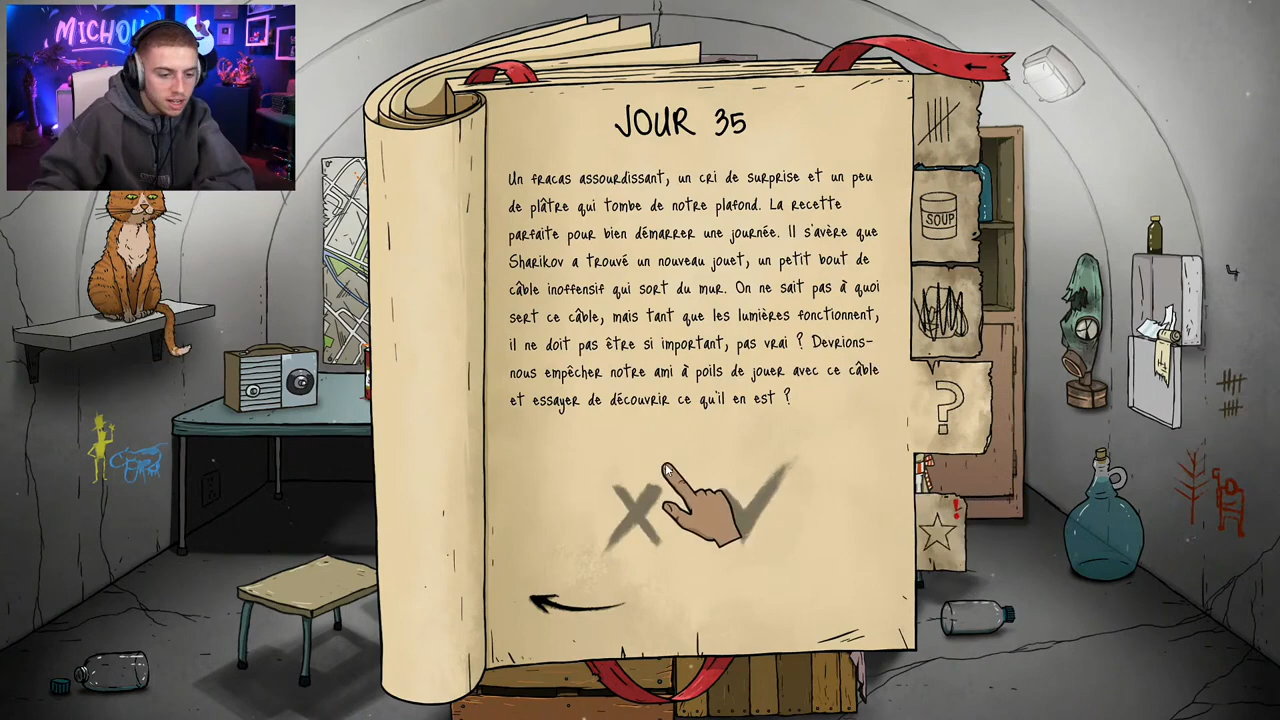 MICHOU
JOUR 35
Un fracas assourdissant, un cri de surprise et un peu
de plâtre qui tombe de notre plafond. La recette
parfaite pour bien démarrer une journée. Il s'avère que
Sharikov a trouvé un nouveau jouet, un petit bout de
câble inoffensif qui sort du mur. On ne sait pas à quoi
sert ce câble, mais tant que les lumières fonctionnent,
il ne doit pas être si important, pas vrai ? Devrions-
nous empêcher notre ami à poils de jouer avec ce câble
et essayer de découvrir ce qu'il en est ?
SOUP
?
!